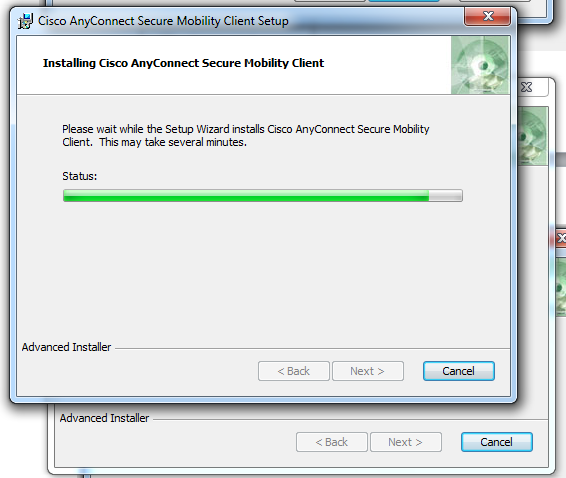 Cisco AnyConnect Secure Mobility Client Setup
Installing Cisco AnyConnect Secure Mobility Client
Please wait while the Setup Wizard installs Cisco AnyConnect Secure Mobility
Client. This may take several minutes.
Status:
Advanced Installer
< Back Next > Cancel
Advanced Installer
< Back Next > Cancel